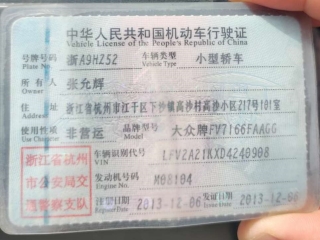 中华人民共和国机动车行驶证
Vehicle License of the People's Republic of China
号牌号码 浙A9HZ52 车辆类型 小型轿车
Plate No. Vehicle Type
所有人 张允辉
Owner
住址 浙江省杭州市江干区下沙镇高沙村高沙小区217号101室
Address
使用性质 非营运 品牌型号 大众牌FV7166FAAGG
Use Character Model
浙江省杭州市公安局交通警察支队
车辆识别代号 LFV2A21KXD4240908
VIN
发动机号码 M08104
Engine No.
注册日期 2013-12-06 发证日期 2013-12-06
Register Date Issue Date